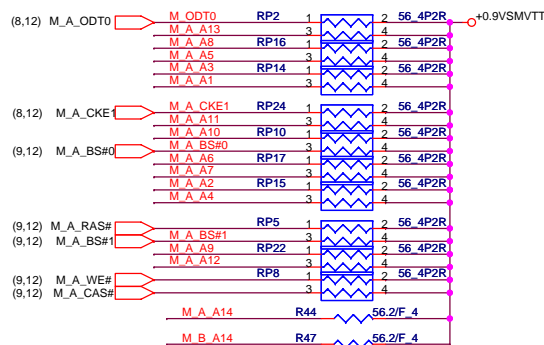 (8,12) M_A_ODT0 M_ODT0 RP2 1 2 56_4P2R +0.9VSMVTT
M_A_A13 3 4
M_A_A8 RP16 1 2 56_4P2R
M_A_A5 3 4
M_A_A3 RP14 1 2 56_4P2R
M_A_A1 3 4
(8,12) M_A_CKE1 M_A_CKE1 RP24 1 2 56_4P2R
M_A_A11 3 4
M_A_A10 RP10 1 2 56_4P2R
(9,12) M_A_BS#0 M_A_BS#0 3 4
M_A_A6 RP17 1 2 56_4P2R
M_A_A7 3 4
M_A_A2 RP15 1 2 56_4P2R
M_A_A4 3 4
(9,12) M_A_RAS# RP5 1 2 56_4P2R
(9,12) M_A_BS#1 M_A_BS#1 3 4
M_A_A9 RP22 1 2 56_4P2R
M_A_A12 3 4
(9,12) M_A_WE# RP8 1 2 56_4P2R
(9,12) M_A_CAS# 3 4
M_A_A14 R44 56.2/F_4
M_B_A14 R47 56.2/F_4